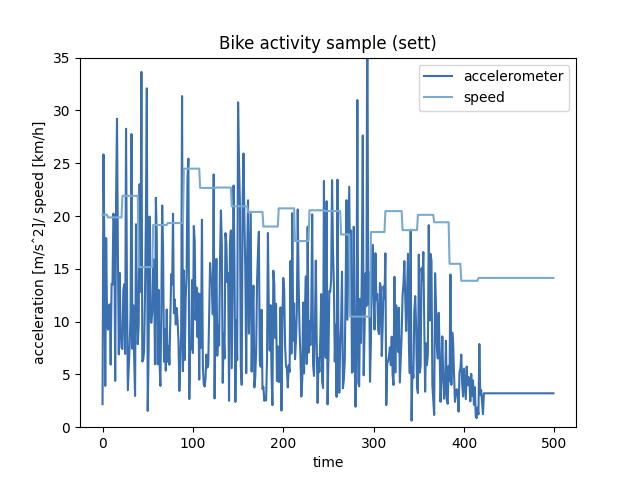 Bike activity sample (sett)
accelerometer
speed
acceleration [m/s^2]/ speed [km/h]
35
30
25
20
15
10
5
0
0
100
200
300
400
500
time